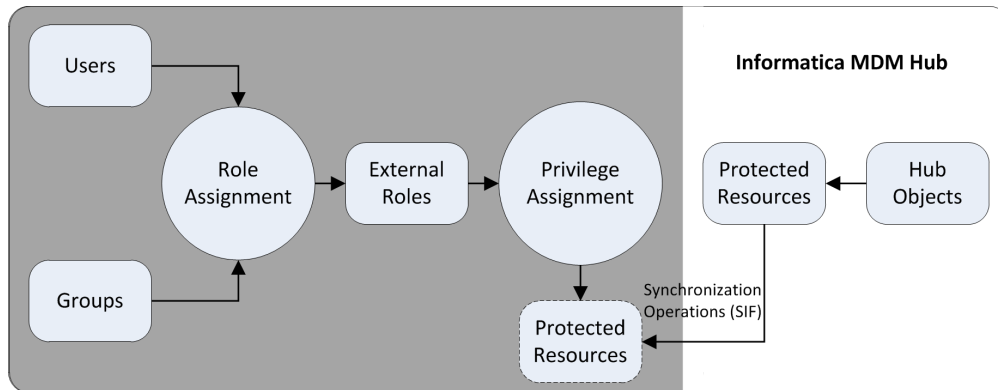 Users
Informatica MDM Hub
Role
Assignment
External
Roles
Privilege
Assignment
Protected
Resources
Hub
Objects
Groups
Synchronization
Operations (SIF)
Protected
Resources